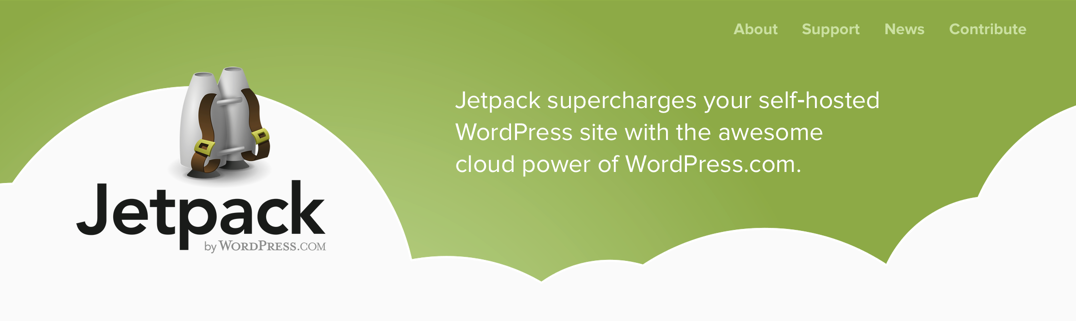 About Support News Contribute
Jetpack supercharges your self-hosted
WordPress site with the awesome
cloud power of WordPress.com.
Jetpack
by WORDPRESS.COM